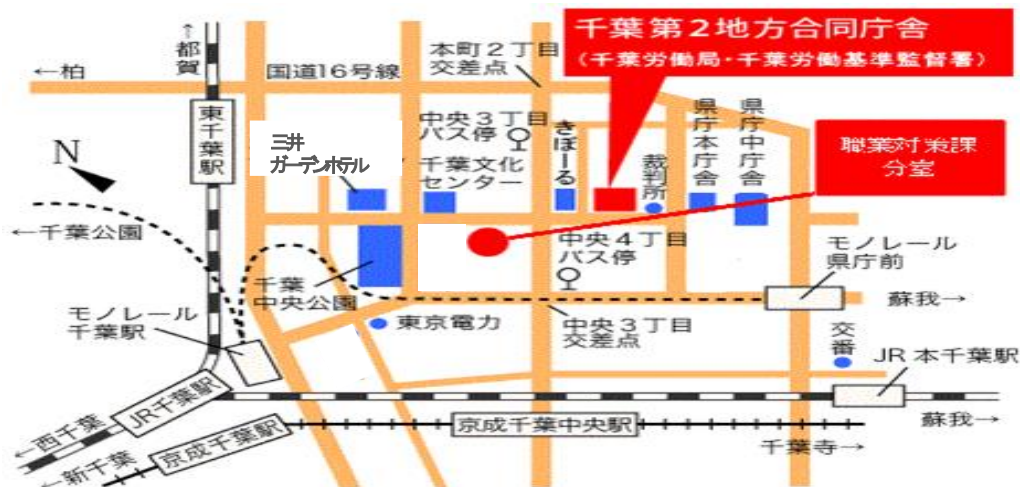 千葉第2地方合同庁舎
（千葉労働局・千葉労働基準監督署）
↑都賀
本町2丁目
交差点
←柏
国道16号線
東千葉駅
中央3丁目
バス停
きぼーる
県庁本庁舎
県庁中庁舎
職業対策課
分室
三井
ガーデンホテル
千葉文化
センター
裁判所
N
←千葉公園
中央4丁目
バス停
モノレール
県庁前
千葉
中央公園
蘇我→
モノレール
千葉駅
東京電力
中央3丁目
交差点
交番
JR本千葉駅
JR千葉駅
←西千葉
京成千葉駅
京成千葉中央駅
蘇我→
千葉寺→
←新千葉